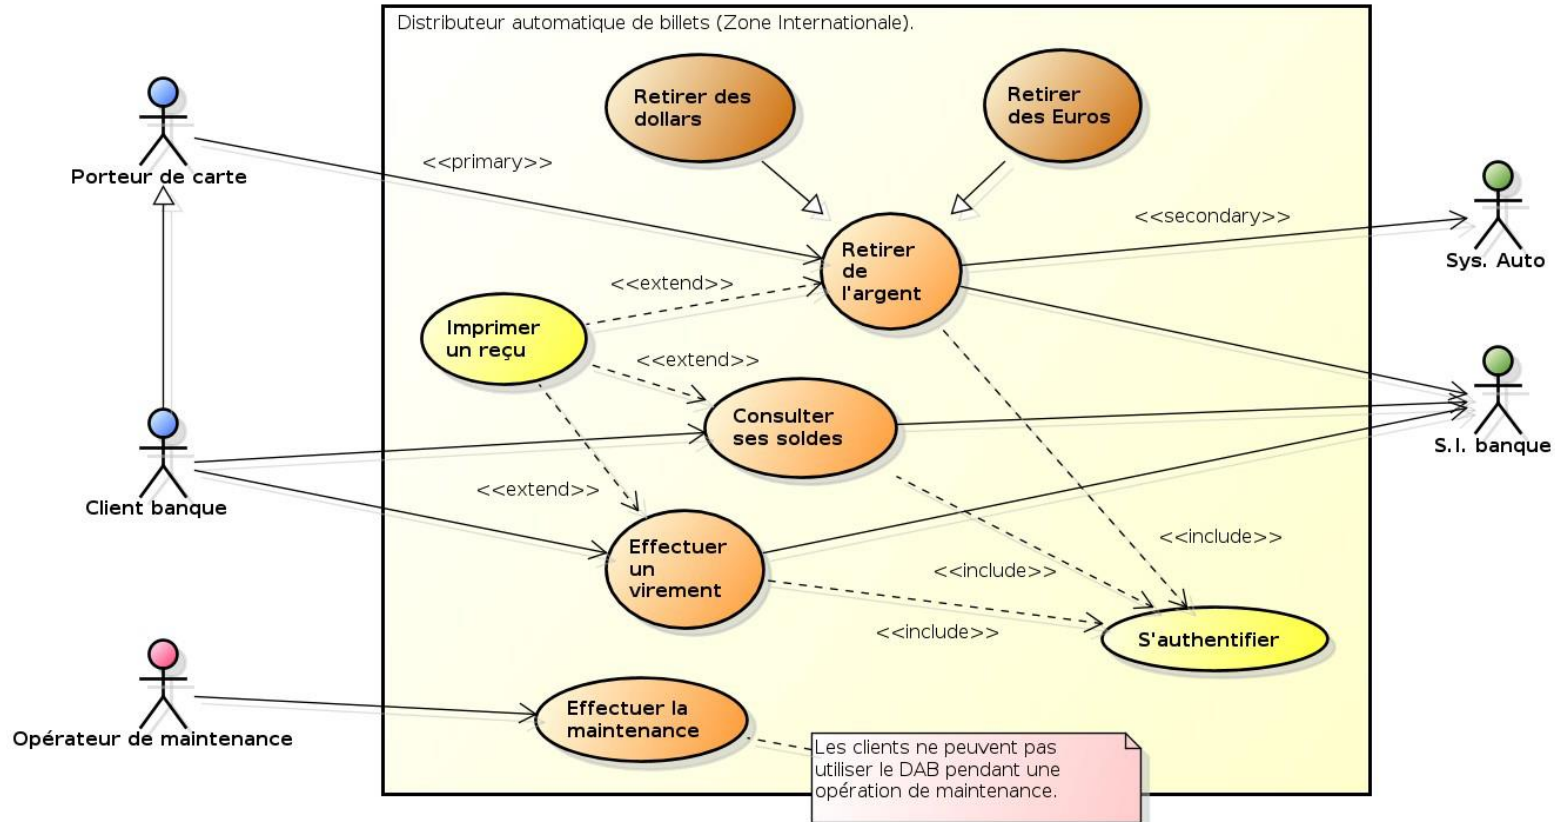 Distributeur automatique de billets (Zone Internationale).
Retirer des
dollars
Retirer
des Euros
Porteur de carte
<<primary>>
<<secondary>>
Sys. Auto
Retirer
de
l'argent
<<extend>>
Imprimer
un reçu
<<extend>>
Consulter
ses soldes
S.I. banque
Client banque
<<extend>>
Effectuer
un
virement
<<include>>
<<include>>
<<include>>
S'authentifier
Opérateur de maintenance
Effectuer la
maintenance
Les clients ne peuvent pas
utiliser le DAB pendant une
opération de maintenance.